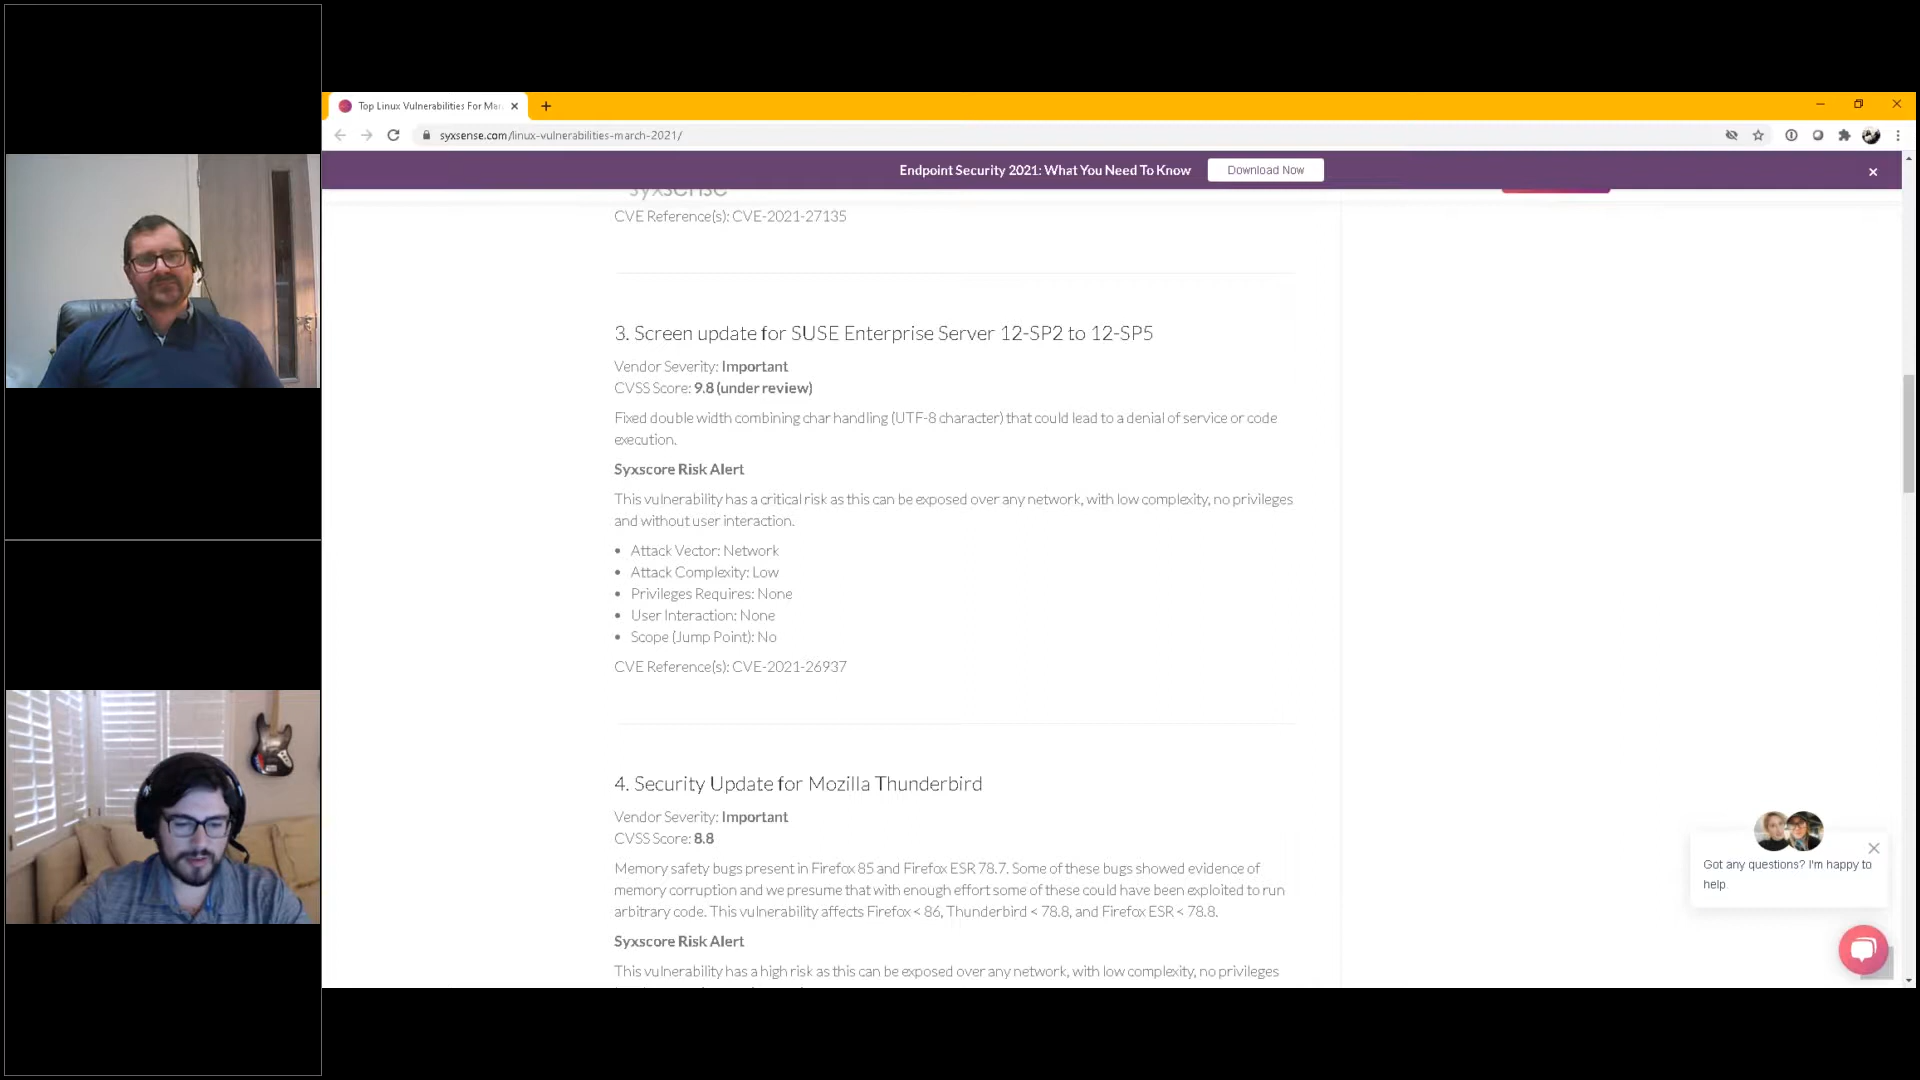 Top Linux Vulnerabilities For Mar
syxsense.com/linux-vulnerabilities-march-2021/
Endpoint Security 2021: What You Need To Know
Download Now
syxsense
CVE Reference(s): CVE-2021-27135
3. Screen update for SUSE Enterprise Server 12-SP2 to 12-SP5
Vendor Severity: Important
CVSS Score: 9.8 (under review)
Fixed double width combining char handling (UTF-8 character) that could lead to a denial of service or code
execution.
Syxscore Risk Alert
This vulnerability has a critical risk as this can be exposed over any network, with low complexity, no privileges
and without user interaction.
• Attack Vector: Network
• Attack Complexity: Low
• Privileges Requires: None
• User Interaction: None
• Scope (Jump Point): No
CVE Reference(s): CVE-2021-26937
4. Security Update for Mozilla Thunderbird
Vendor Severity: Important
CVSS Score: 8.8
Memory safety bugs present in Firefox 85 and Firefox ESR 78.7. Some of these bugs showed evidence of
memory corruption and we presume that with enough effort some of these could have been exploited to run
arbitrary code. This vulnerability affects Firefox < 86, Thunderbird < 78.8, and Firefox ESR < 78.8.
Syxscore Risk Alert
This vulnerability has a high risk as this can be exposed over any network, with low complexity, no privileges
Got any questions? I'm happy to
help.